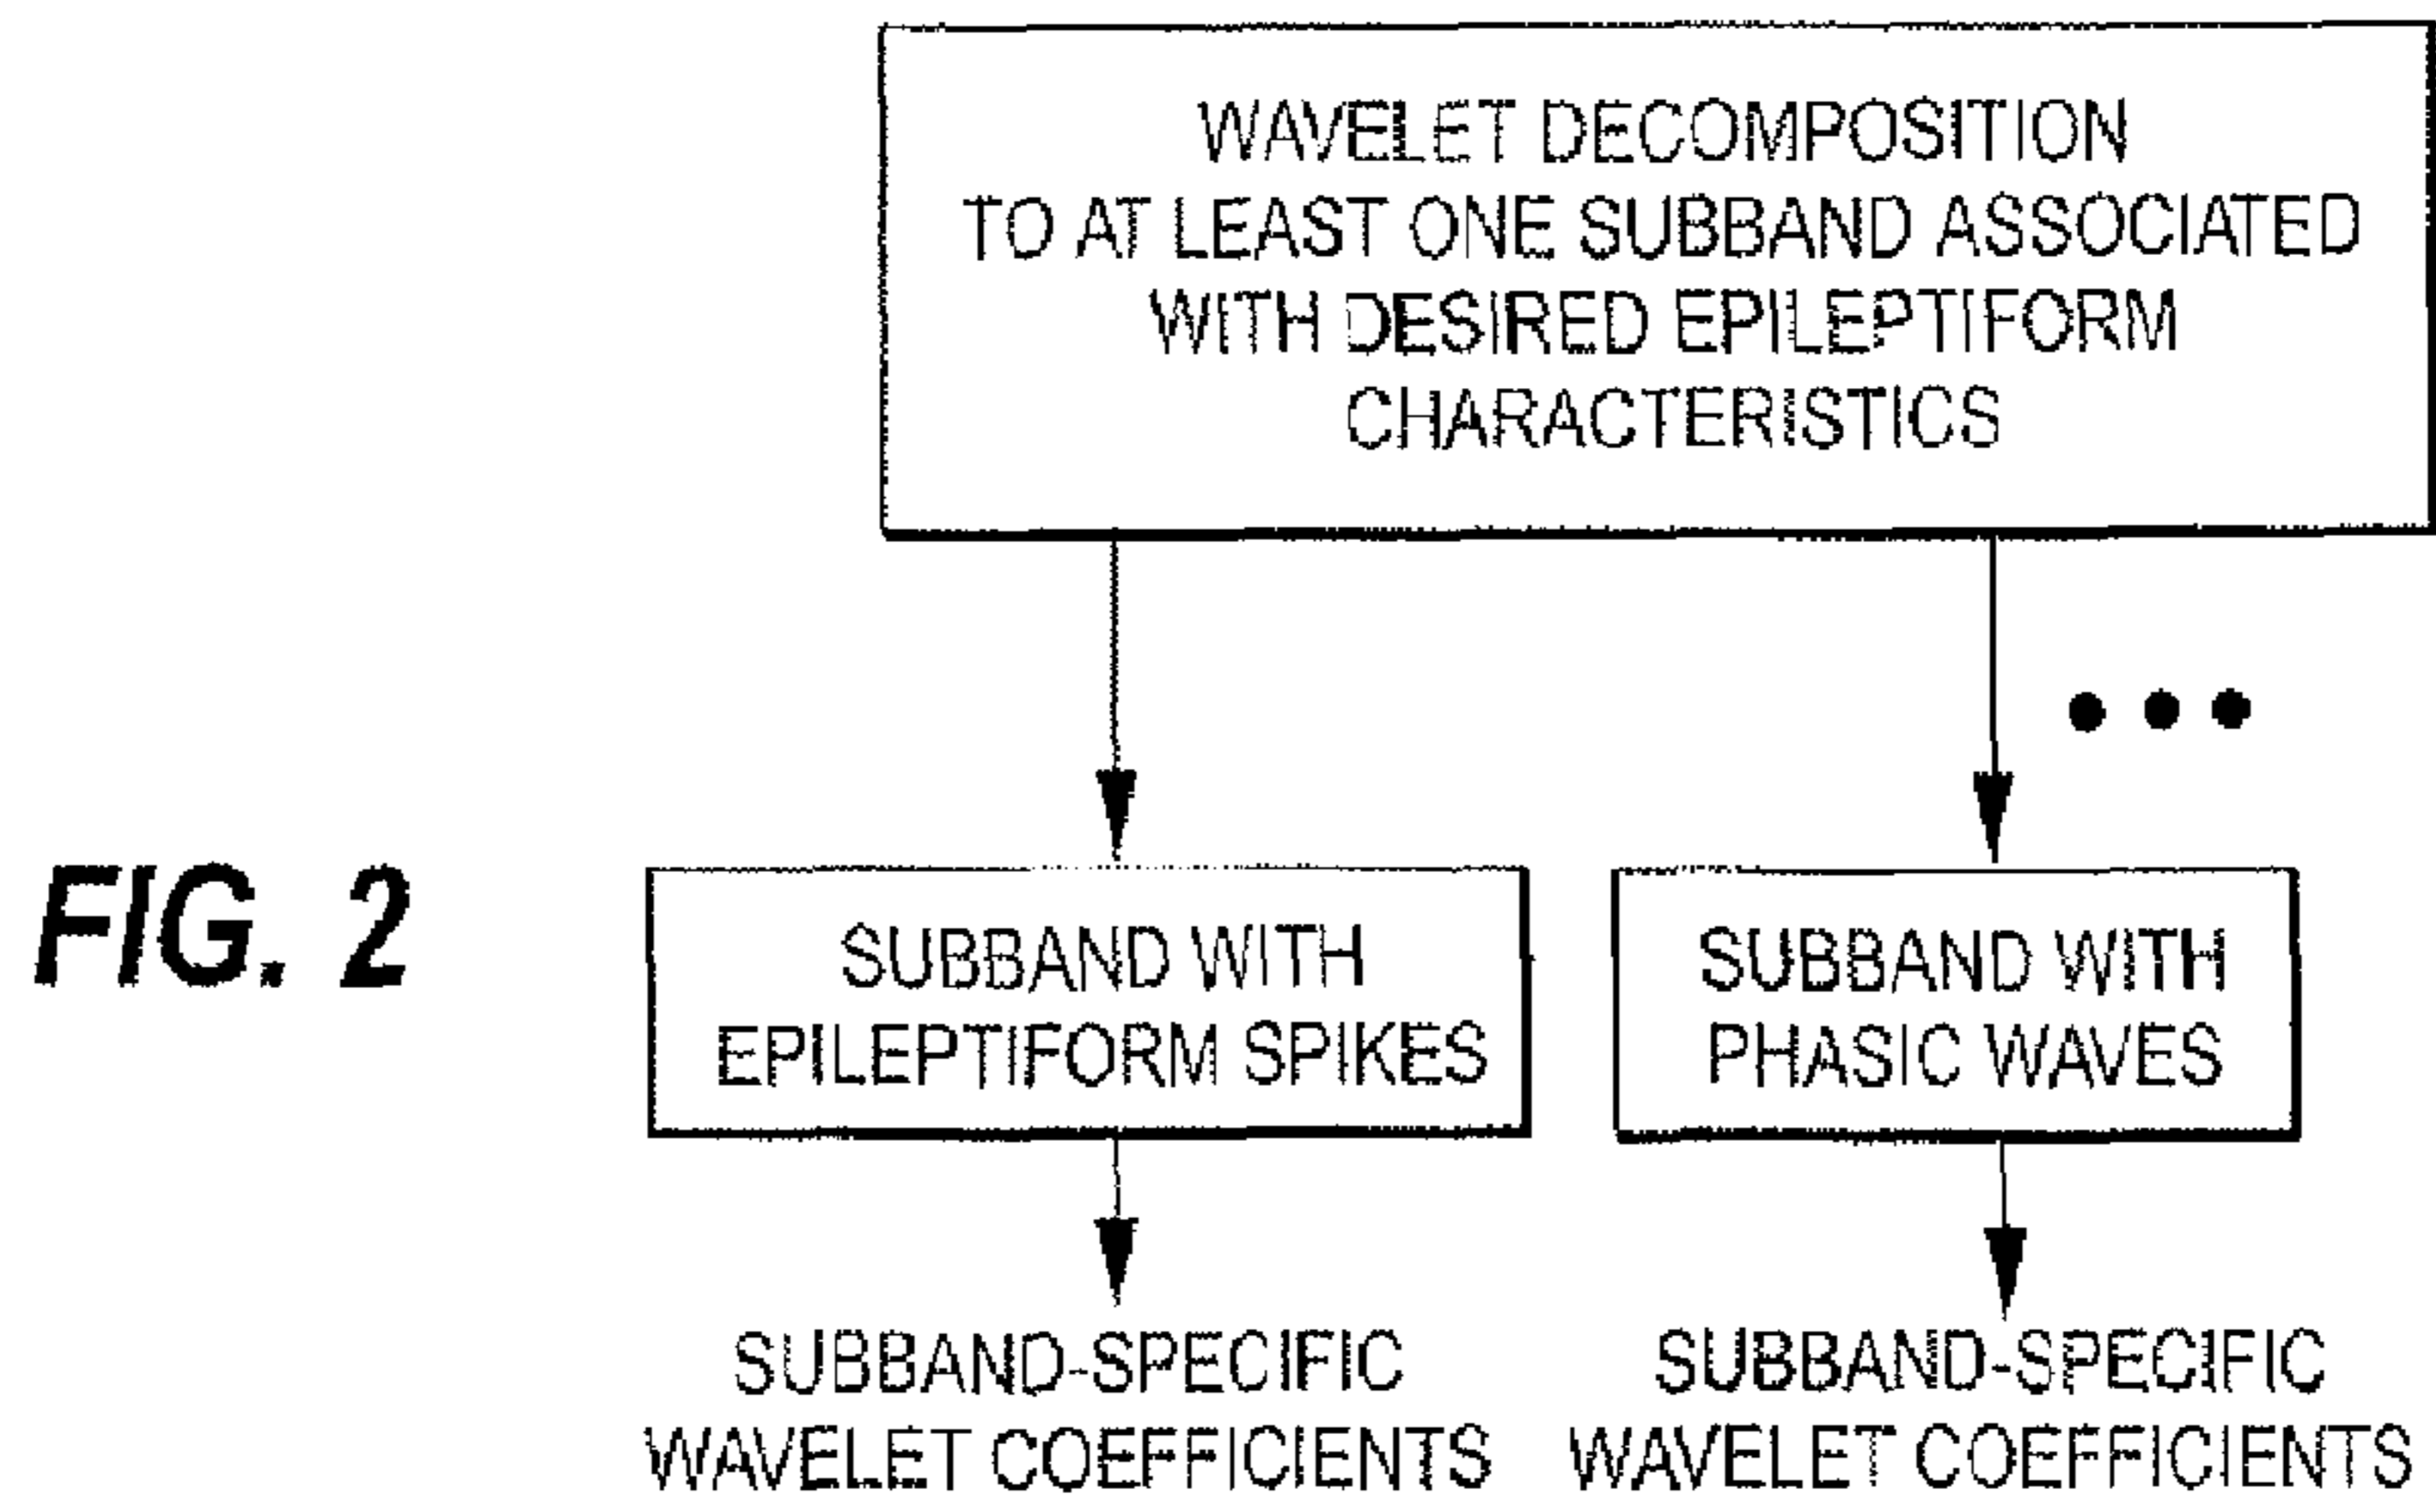 WAVELET DECOMPOSITION
TO AT LEAST ONE SUBBAND ASSOCIATED
WITH DESIRED EPILEPTIFORM
CHARACTERISTICS
FIG. 2
SUBBAND WITH
EPILEPTIFORM SPIKES
SUBBAND WITH
PHASIC WAVES
SUBBAND-SPECIFIC
WAVELET COEFFICIENTS
SUBBAND-SPECIFIC
WAVELET COEFFICIENTS